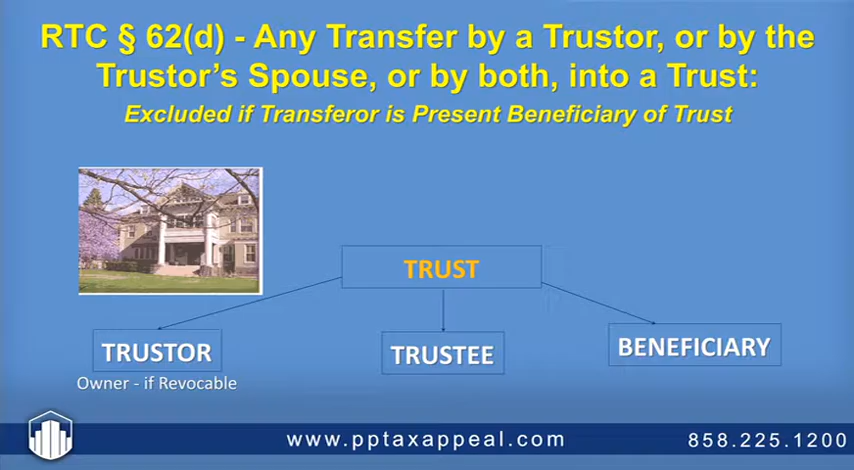 RTC § 62(d) - Any Transfer by a Trustor, or by the
Trustor's Spouse, or by both, into a Trust:
Excluded if Transferor is Present Beneficiary of Trust
TRUST
TRUSTOR
TRUSTEE
BENEFICIARY
Owner - if Revocable
www.pptaxappeal.com
858.225.1200